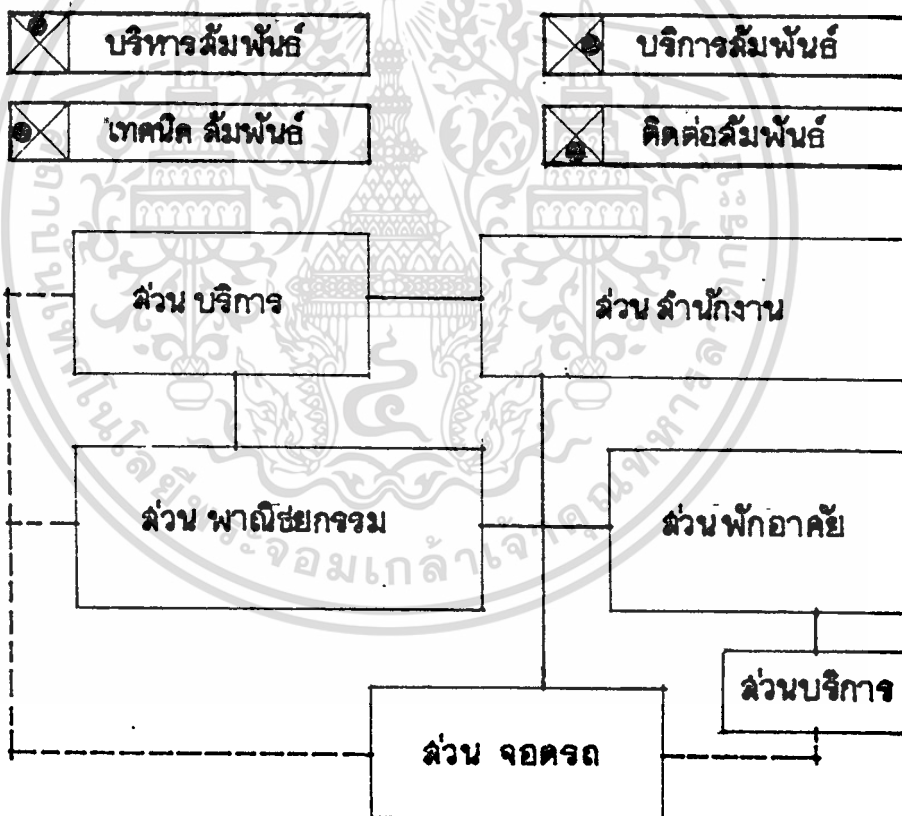 บริหารสัมพันธ์
บริการสัมพันธ์
เทคนิค สัมพันธ์
ติดต่อสัมพันธ์
ส่วน บริการ
ส่วน สำนักงาน
ส่วน พาณิชยกรรม
ส่วนพักอาศัย
ส่วนบริการ
ส่วน จอดรถ